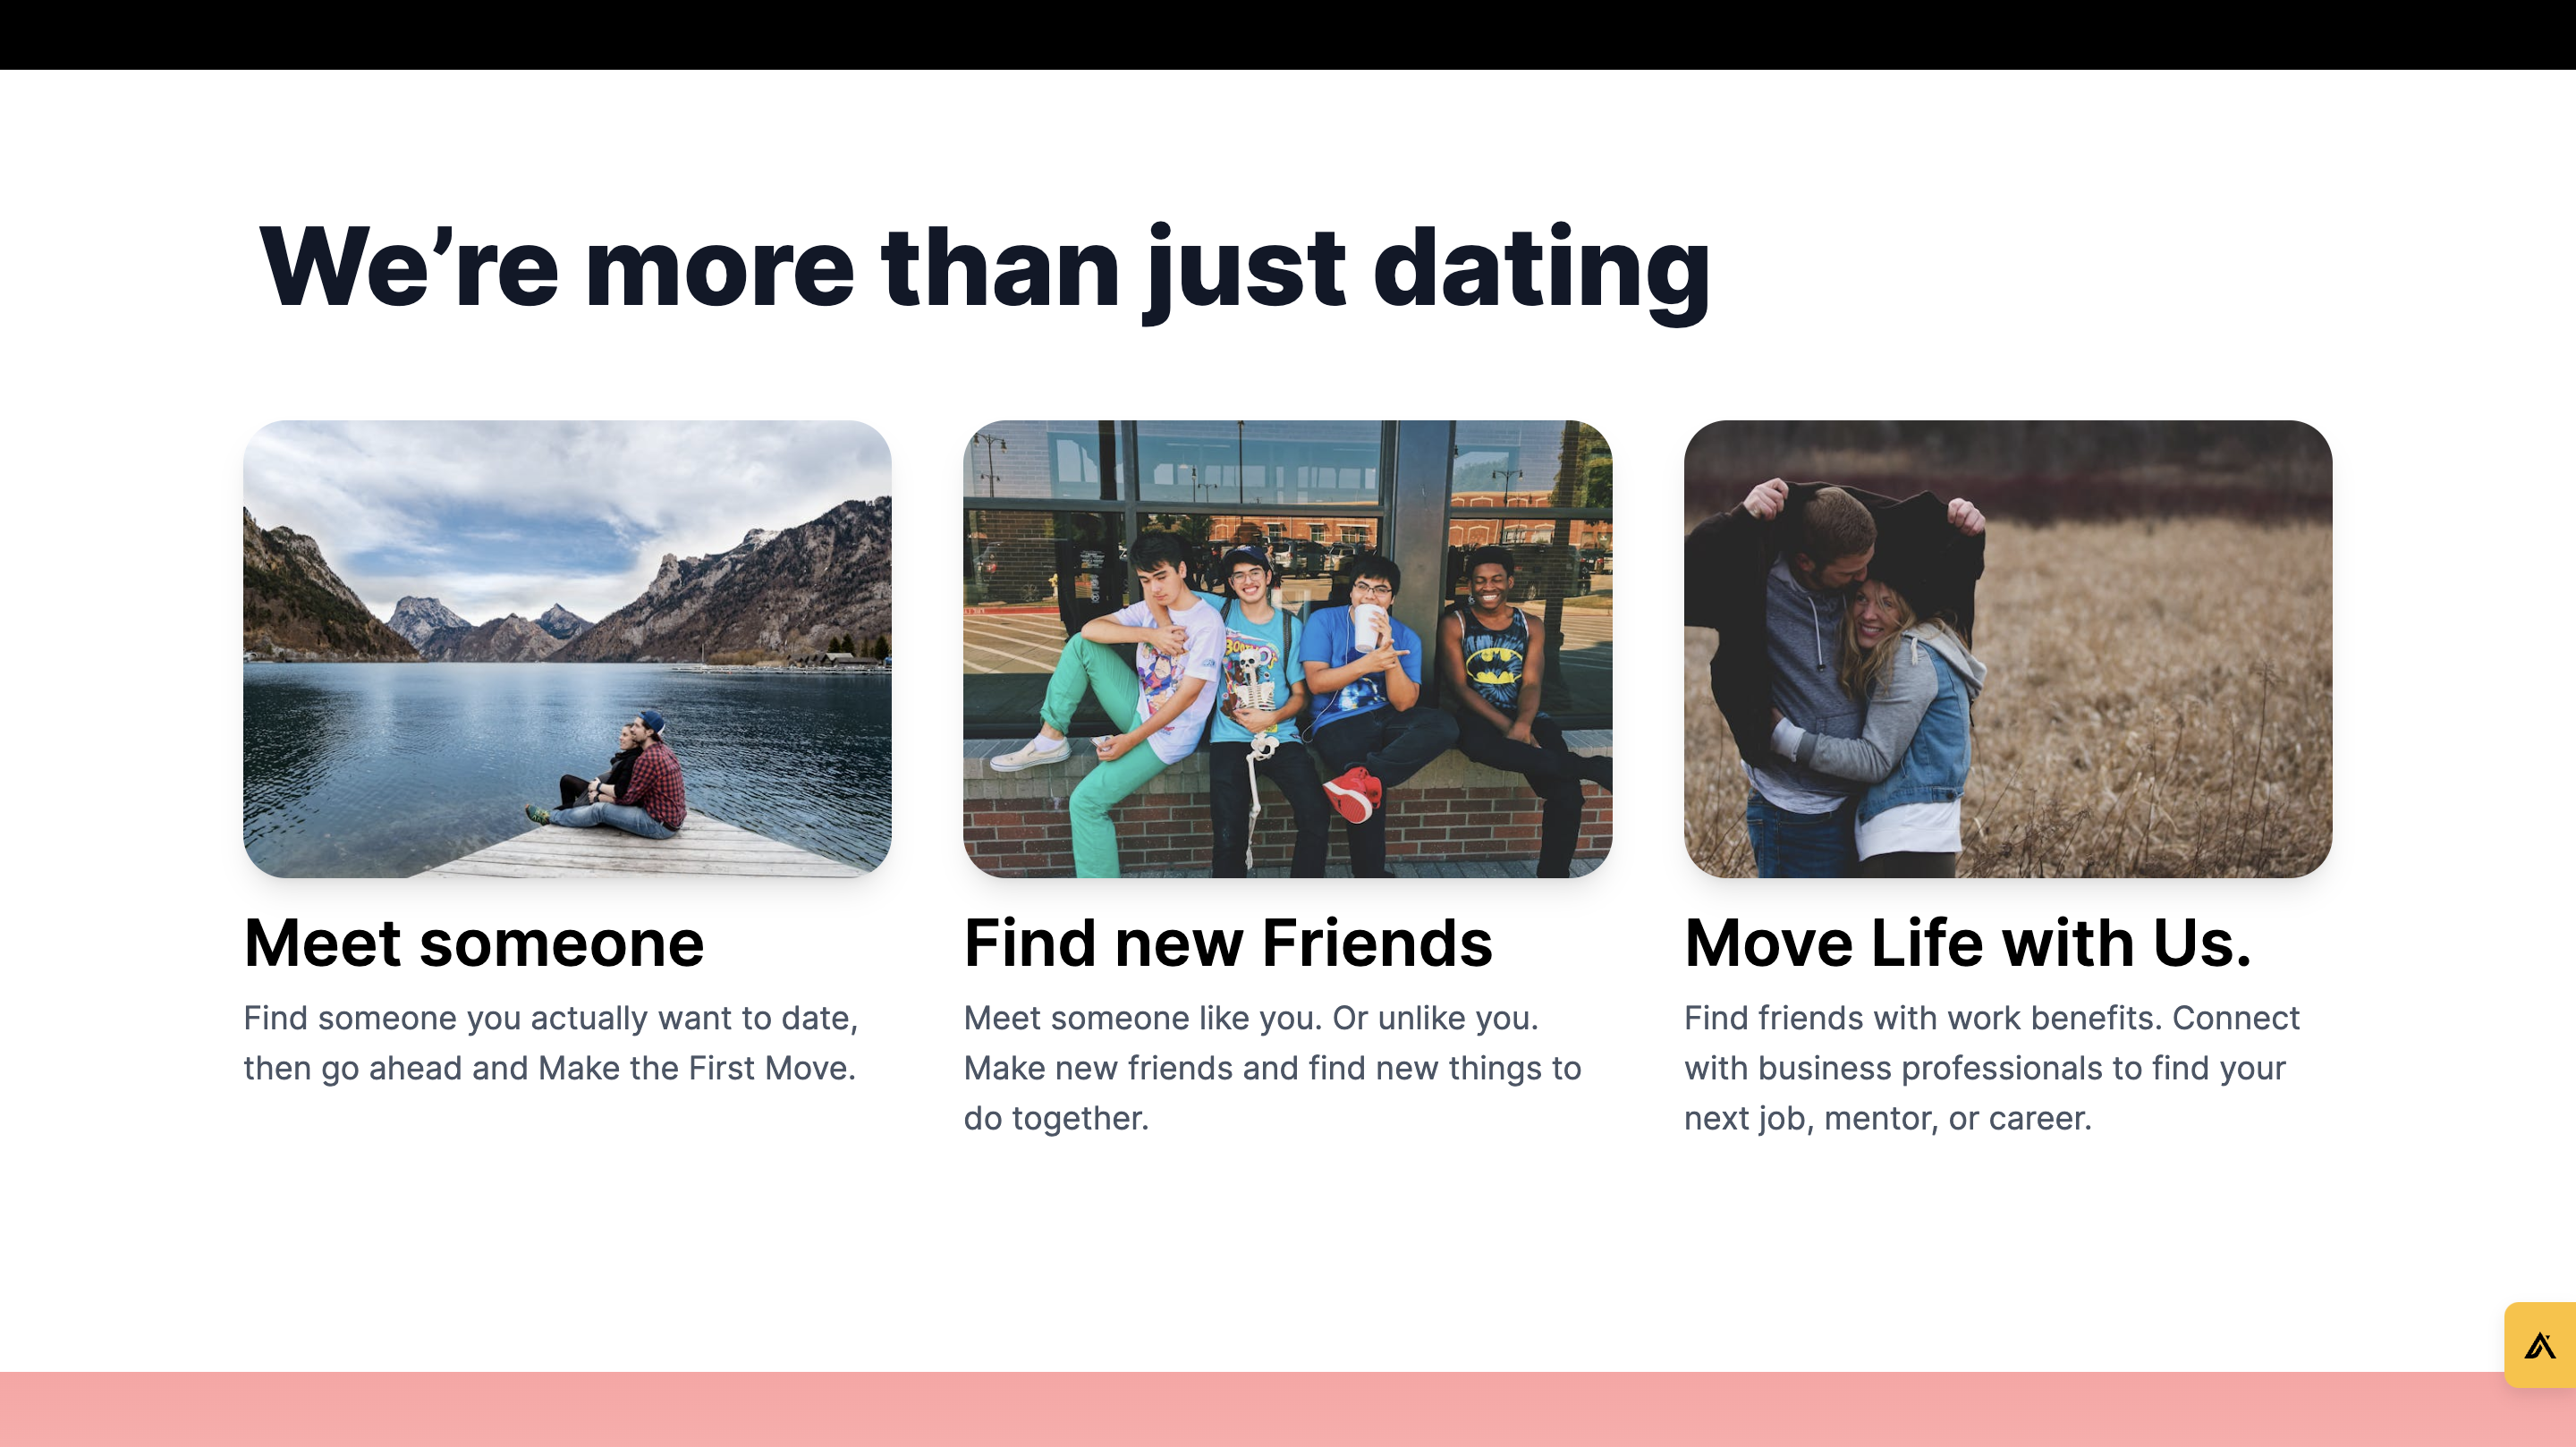 We’re more than just dating
Meet someone
Find someone you actually want to date,
then go ahead and Make the First Move.
Find new Friends
Meet someone like you. Or unlike you.
Make new friends and find new things to
do together.
Move Life with Us.
Find friends with work benefits. Connect
with business professionals to find your
next job, mentor, or career.